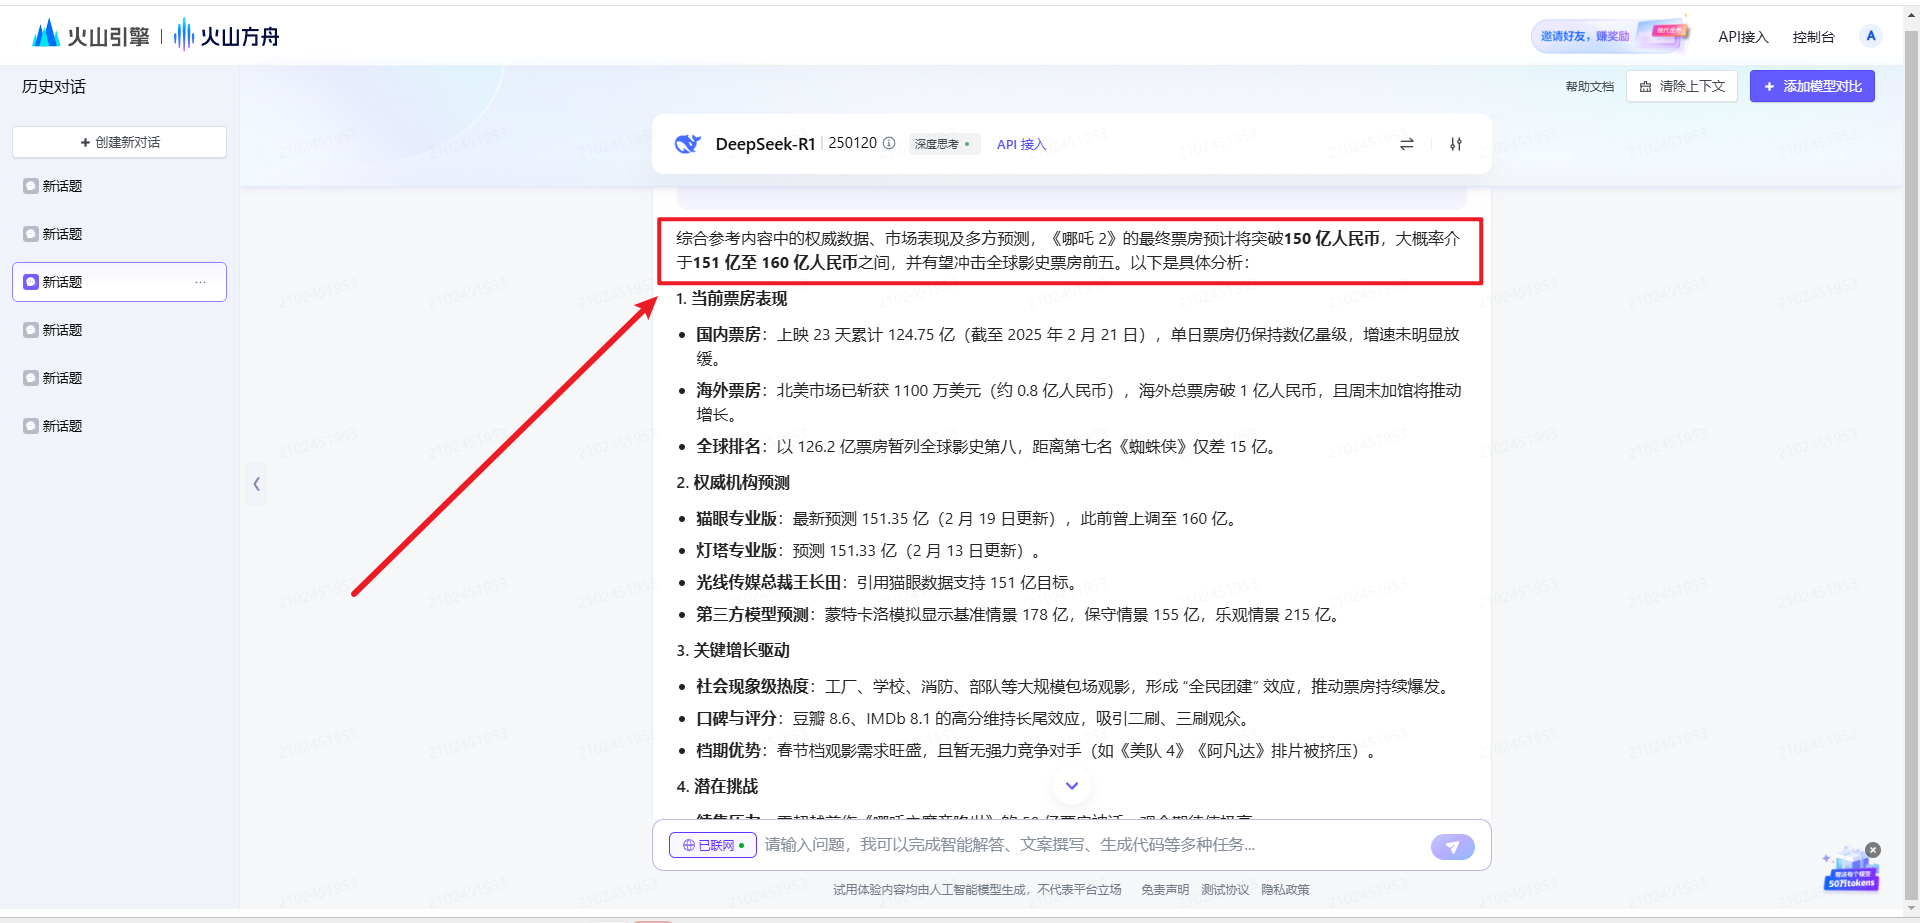 火山引擎 | 火山方舟
邀请好友，赚奖励
API接入
控制台
A
历史对话
帮助文档
清除上下文
+ 添加模型对比
+ 创建新对话
新话题
新话题
新话题
...
新话题
新话题
新话题
DeepSeek-R1 | 250120
深度思考
API 接入
综合参考内容中的权威数据、市场表现及多方预测，《哪吒 2》的最终票房预计将突破150 亿人民币，大概率介
于151 亿至 160 亿人民币之间，并有望冲击全球影史票房前五。以下是具体分析：
1. 当前票房表现
• 国内票房：上映 23 天累计 124.75 亿（截至 2025 年 2 月 21 日），单日票房仍保持数亿量级，增速未明显放
缓。
• 海外票房：北美市场已斩获 1100 万美元（约 0.8 亿人民币），海外总票房破 1 亿人民币，且周末加馆将推动
增长。
• 全球排名：以 126.2 亿票房暂列全球影史第八，距离第七名《蜘蛛侠》仅差 15 亿。
2. 权威机构预测
• 猫眼专业版：最新预测 151.35 亿（2 月 19 日更新），此前曾上调至 160 亿。
• 灯塔专业版：预测 151.33 亿（2 月 13 日更新）。
• 光线传媒总裁王长田：引用猫眼数据支持 151 亿目标。
• 第三方模型预测：蒙特卡洛模拟显示基准情景 178 亿，保守情景 155 亿，乐观情景 215 亿。
3. 关键增长驱动
• 社会现象级热度：工厂、学校、消防、部队等大规模包场观影，形成 “全民团建” 效应，推动票房持续爆发。
• 口碑与评分：豆瓣 8.6、IMDb 8.1 的高分维持长尾效应，吸引二刷、三刷观众。
• 档期优势：春节档观影需求旺盛，且暂无强力竞争对手（如《美队 4》《阿凡达》排片被挤压）。
4. 潜在挑战
已联网
请输入问题，我可以完成智能解答、文案撰写、生成代码等多种任务...
50万tokens
试用体验内容均由人工智能模型生成，不代表平台立场
免责声明
测试协议
隐私政策
2102451953